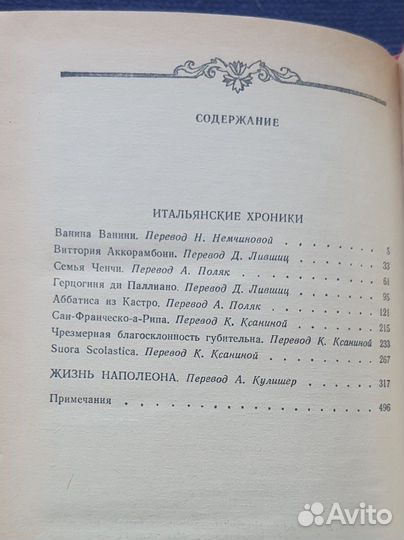 СОДЕРЖАНИЕ
ИТАЛЬЯНСКИЕ ХРОНИКИ
Ванина Ванини. Перевод Н. Немчиновой . . . . . . 5
Виттория Аккорамбони. Перевод Д. Лившиц . . . . . 33
Семья Ченчи. Перевод А. Поляк . . . . . . . . 61
Герцогиня ди Паллиано. Перевод Д. Лившиц . . . . . 95
Аббатиса из Кастро. Перевод А. Поляк . . . . . . 121
Сан-Франческо-а-Рипа. Перевод К. Ксаниной . . . . . 215
Чрезмерная благосклонность губительна. Перевод К. Ксаниной 233
Suora Scolastica. Перевод К. Ксаниной . . . . . . 267
ЖИЗНЬ НАПОЛЕОНА. Перевод А. Кулишер . . . . . 317
Примечания . . . . . . . . . . . . . 496
Avito